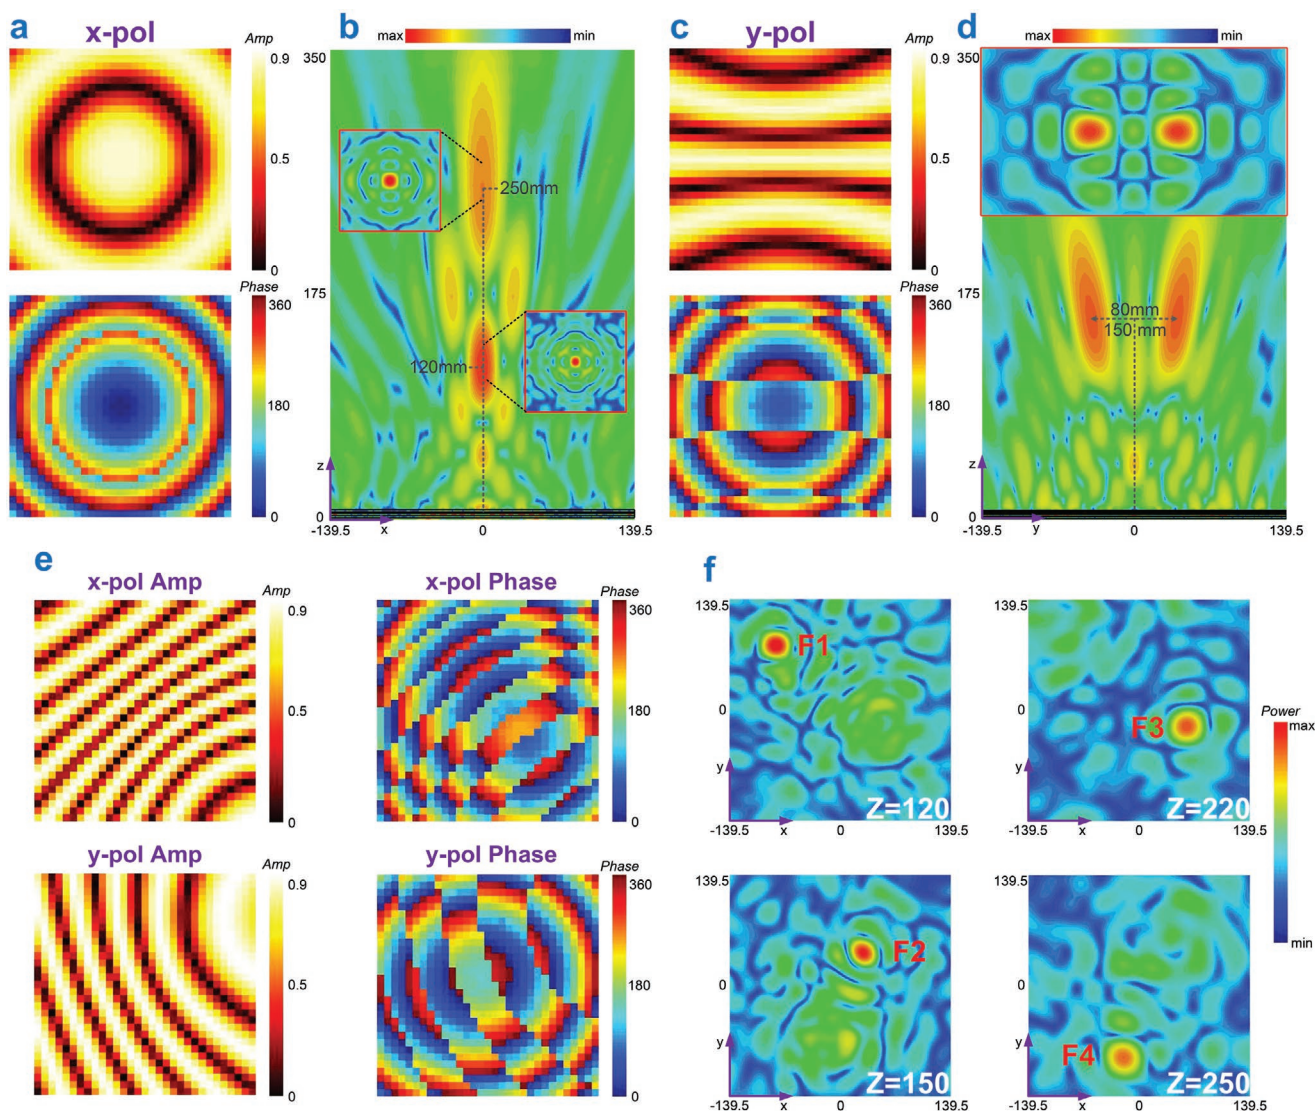 a
x-pol
Amp
0.9
0.5
0
Phase
360
180
0
b
max
min
350
175
0
250mm
120mm
z
x
-139.5
0
139.5
c
y-pol
Amp
0.9
0.5
0
Phase
360
180
0
d
max
min
350
175
0
80mm
150 mm
z
y
-139.5
0
139.5
e
x-pol Amp
Amp
0.9
0.5
0
x-pol Phase
Phase
360
180
0
y-pol Amp
Amp
0.9
0.5
0
y-pol Phase
Phase
360
180
0
f
139.5
0
y
F1
Z=120
-139.5
x
0
139.5
139.5
0
y
F3
Z=220
-139.5
x
0
139.5
Power
max
min
139.5
0
y
F2
Z=150
-139.5
x
0
139.5
139.5
0
y
F4
Z=250
-139.5
x
0
139.5